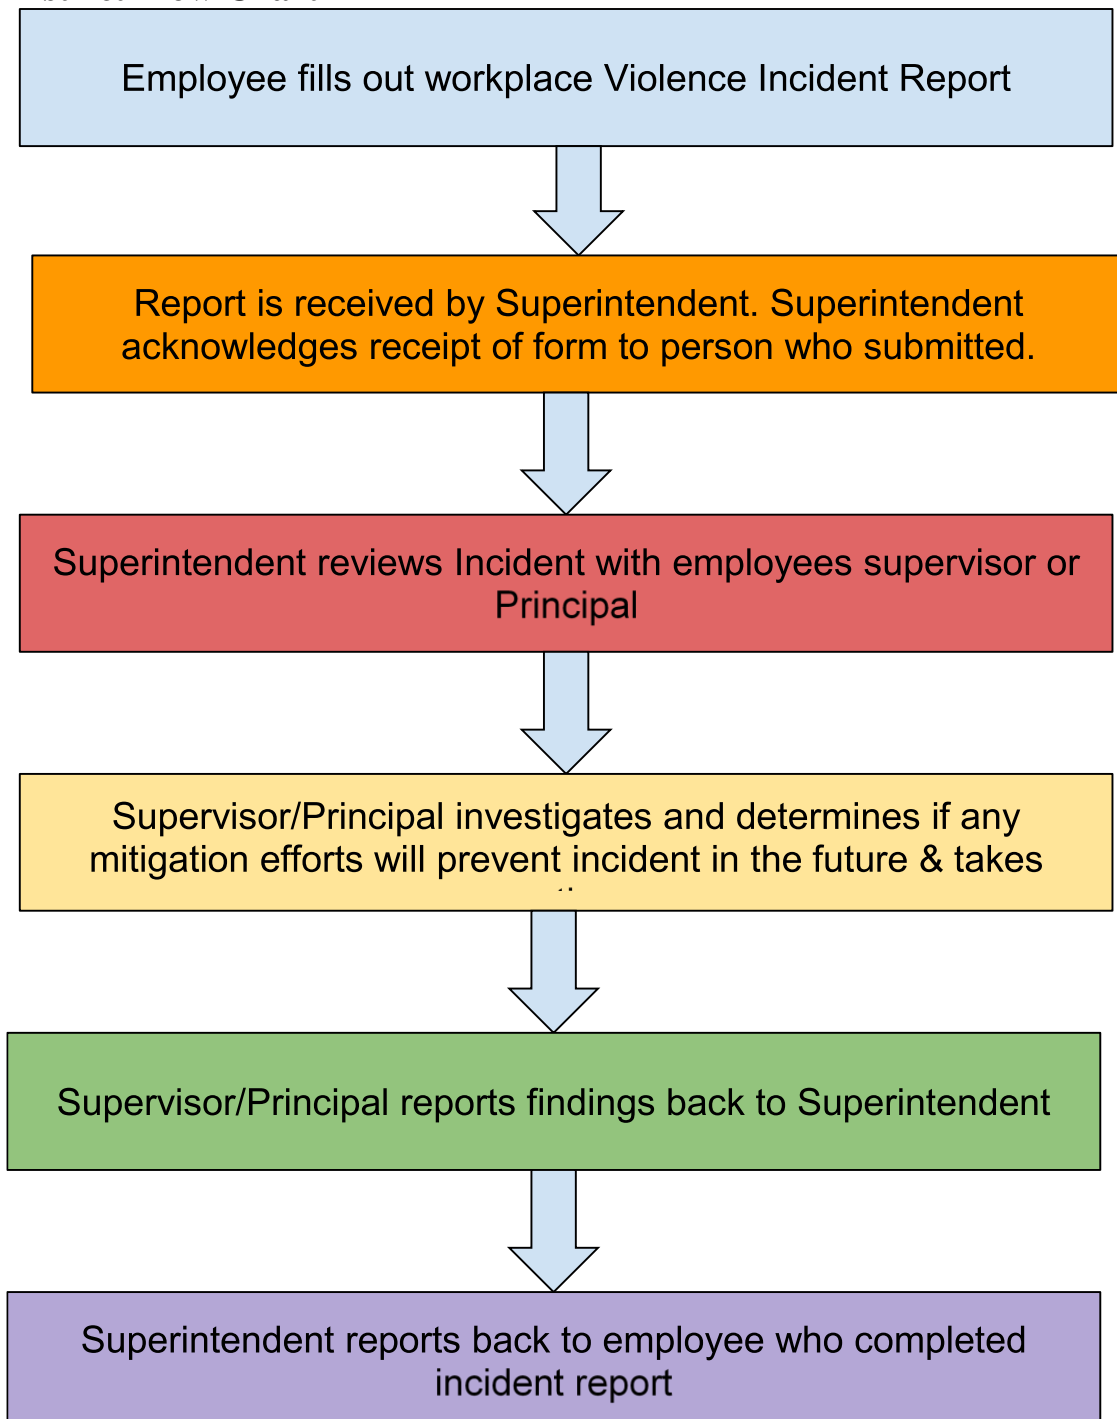 Employee fills out workplace Violence Incident Report
Report is received by Superintendent. Superintendent
acknowledges receipt of form to person who submitted.
Superintendent reviews Incident with employees supervisor or
Principal
Supervisor/Principal investigates and determines if any
mitigation efforts will prevent incident in the future & takes
Supervisor/Principal reports findings back to Superintendent
Superintendent reports back to employee who completed
incident report